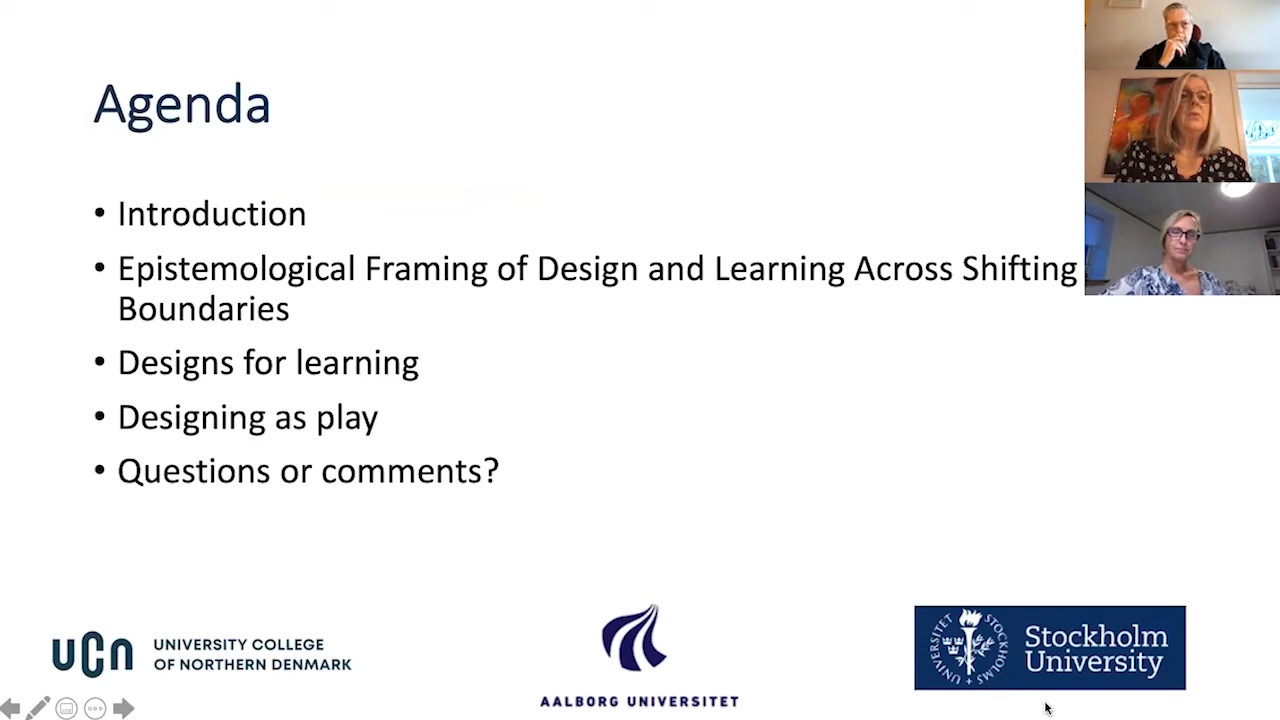 Agenda
• Introduction
• Epistemological Framing of Design and Learning Across Shifting
Boundaries
• Designs for learning
• Designing as play
• Questions or comments?
UCN
UNIVERSITY COLLEGE
OF NORTHERN DENMARK
AALBORG UNIVERSITET
STOCKHOLMS UNIVERSITET
Stockholm
University